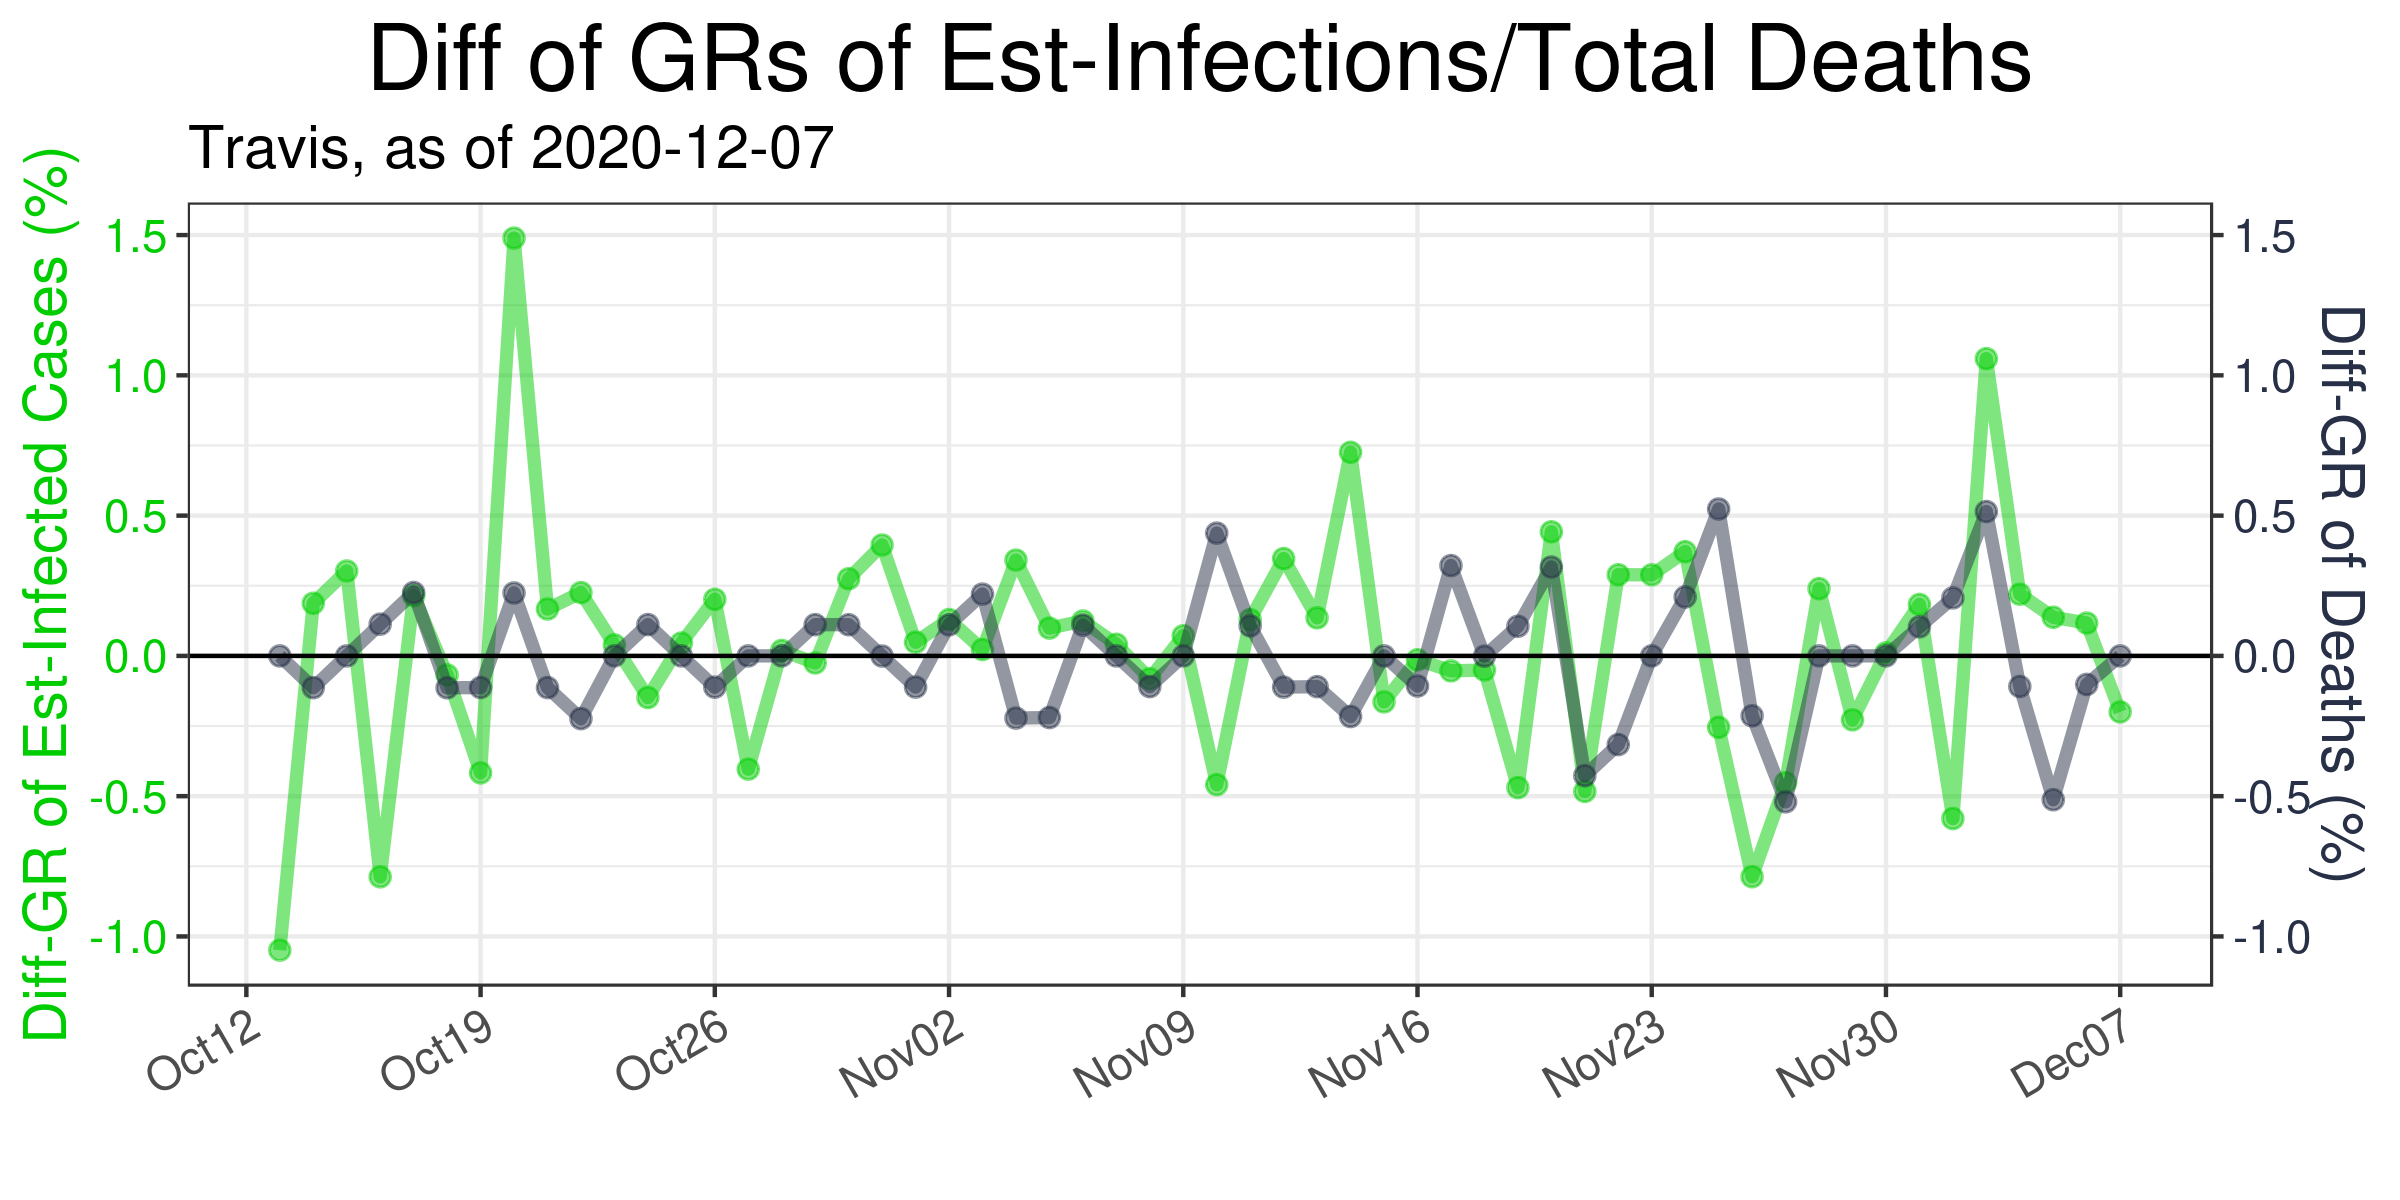 Diff of GRs of Est-Infections/Total Deaths
Travis, as of 2020-12-07
Diff-GR of Est-Infected Cases (%)
1.5
1.0
0.5
0.0
-0.5
-1.0
1.5
1.0
0.5
0.0
-0.5
-1.0
Diff-GR of Deaths (%)
Oct12
Oct19
Oct26
Nov02
Nov09
Nov16
Nov23
Nov30
Dec07